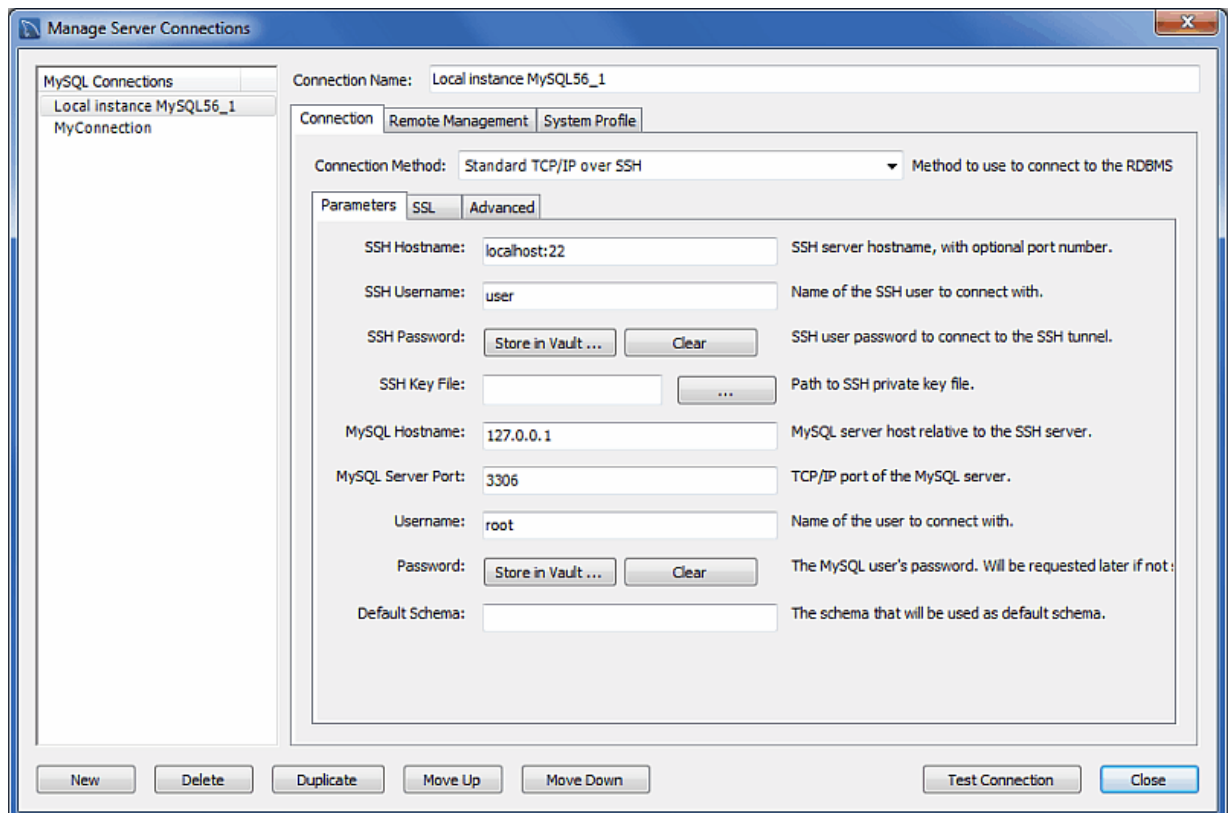 Manage Server Connections
MySQL Connections
Local instance MySQL56_1
MyConnection
Connection Name: Local instance MySQL56_1
Connection Remote Management System Profile
Connection Method: Standard TCP/IP over SSH Method to use to connect to the RDBMS
Parameters SSL Advanced
SSH Hostname: localhost:22 SSH server hostname, with optional port number.
SSH Username: user Name of the SSH user to connect with.
SSH Password: Store in Vault ... Clear SSH user password to connect to the SSH tunnel.
SSH Key File: ... Path to SSH private key file.
MySQL Hostname: 127.0.0.1 MySQL server host relative to the SSH server.
MySQL Server Port: 3306 TCP/IP port of the MySQL server.
Username: root Name of the user to connect with.
Password: Store in Vault ... Clear The MySQL user's password. Will be requested later if not
Default Schema: The schema that will be used as default schema.
New Delete Duplicate Move Up Move Down Test Connection Close